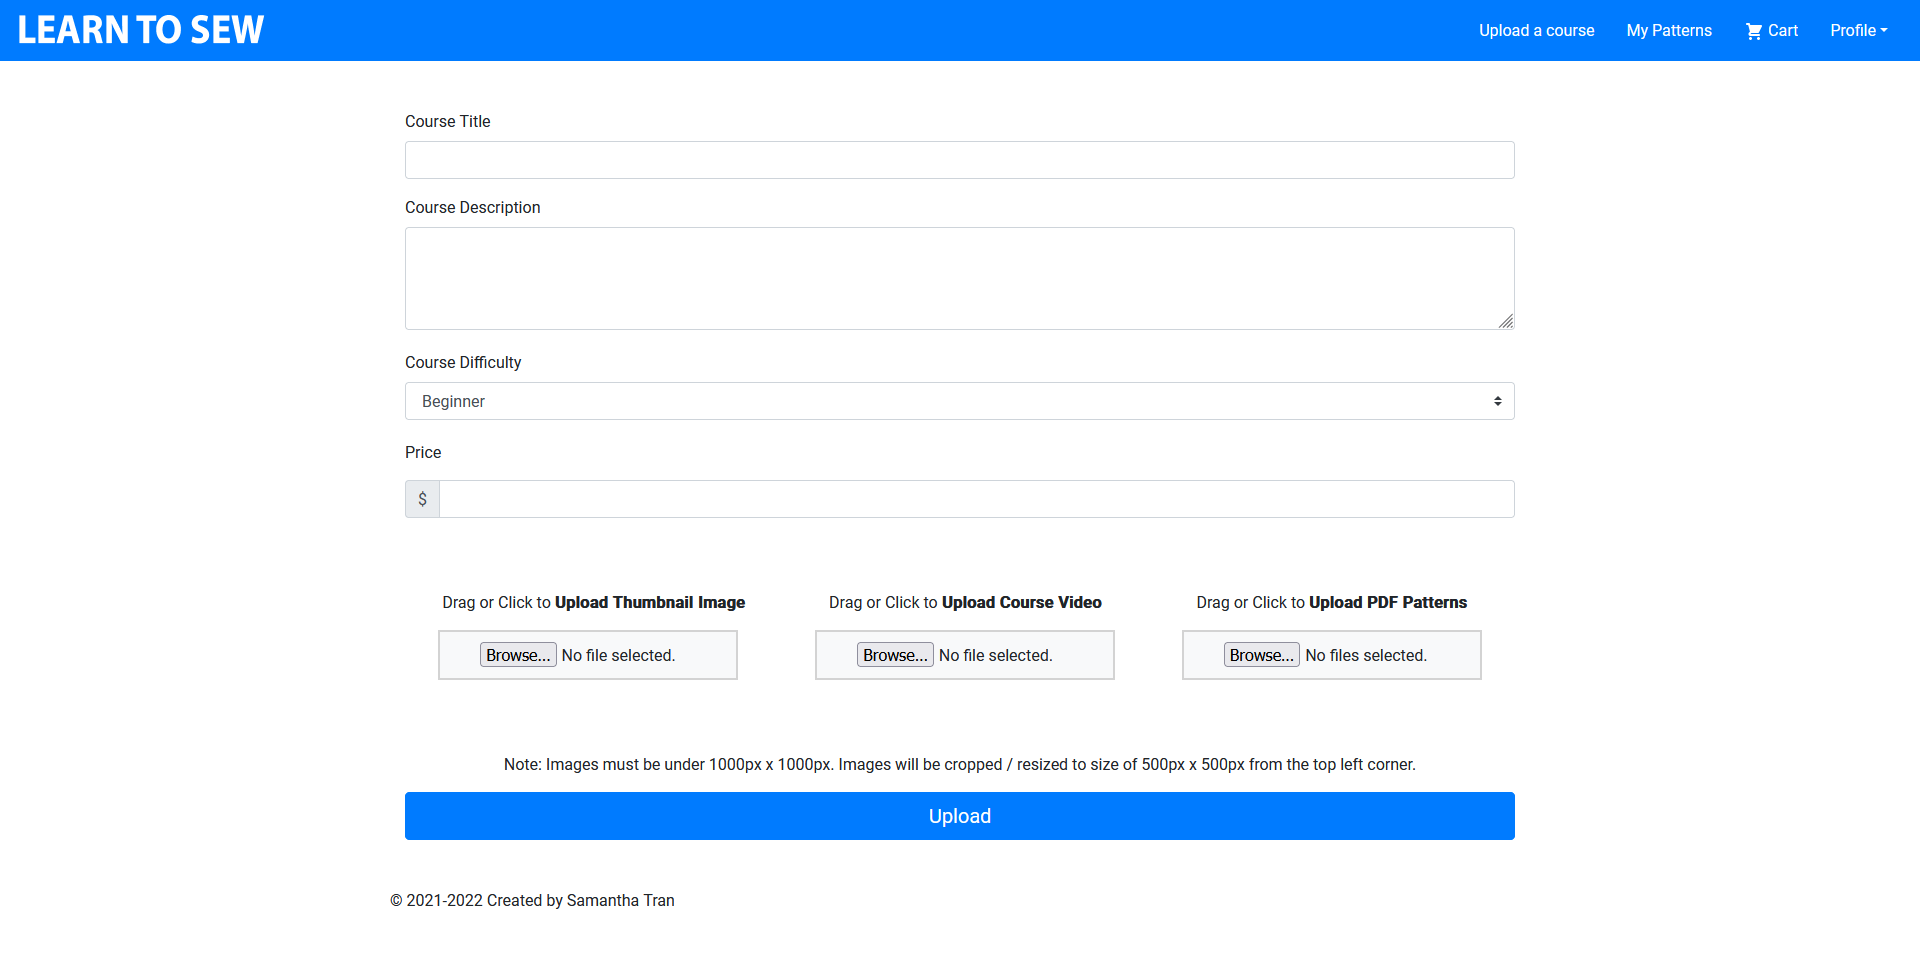 LEARN TO SEW
Upload a course
My Patterns
Cart
Profile
Course Title
Course Description
Course Difficulty
Beginner
Price
$
Drag or Click to Upload Thumbnail Image
Drag or Click to Upload Course Video
Drag or Click to Upload PDF Patterns
Browse... No file selected.
Browse... No file selected.
Browse... No files selected.
Note: Images must be under 1000px x 1000px. Images will be cropped / resized to size of 500px x 500px from the top left corner.
Upload
© 2021-2022 Created by Samantha Tran